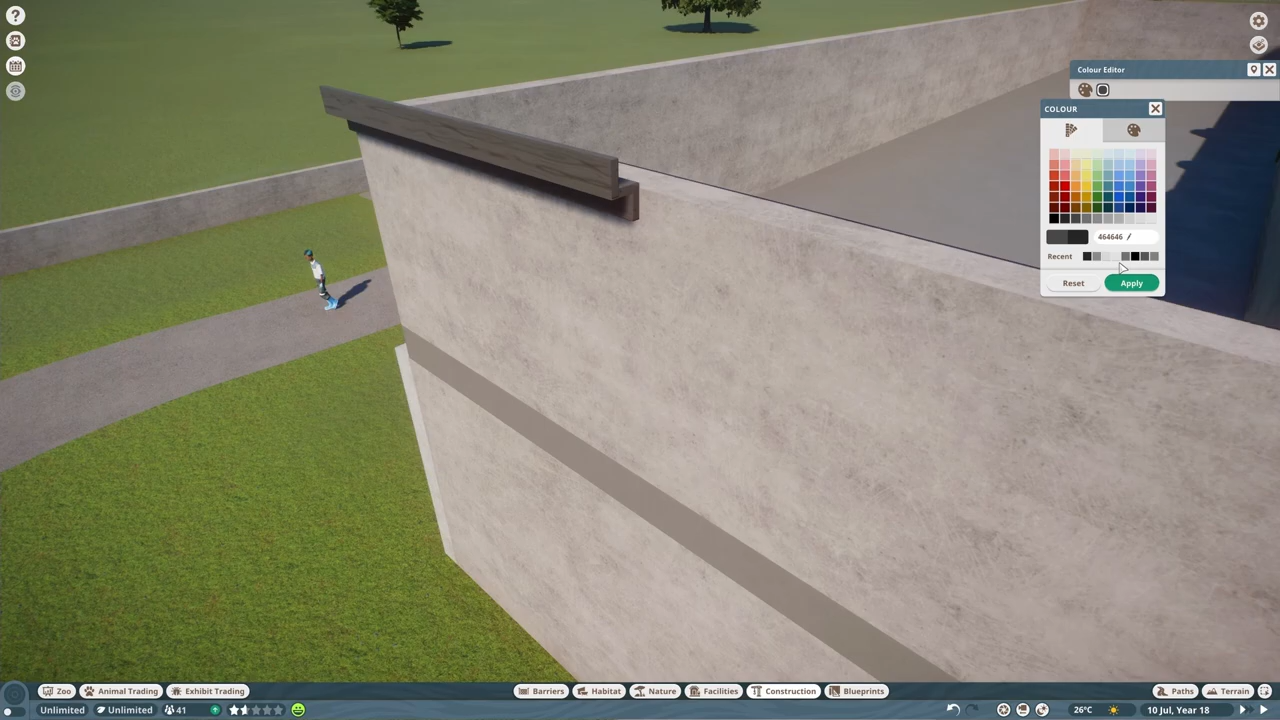 ?
Colour Editor
COLOUR
464646 /
Recent
Reset
Apply
Zoo
Animal Trading
Exhibit Trading
Barriers
Habitat
Nature
Facilities
Construction
Blueprints
Paths
Terrain
Unlimited
Unlimited
41
26°C
10 Jul, Year 18